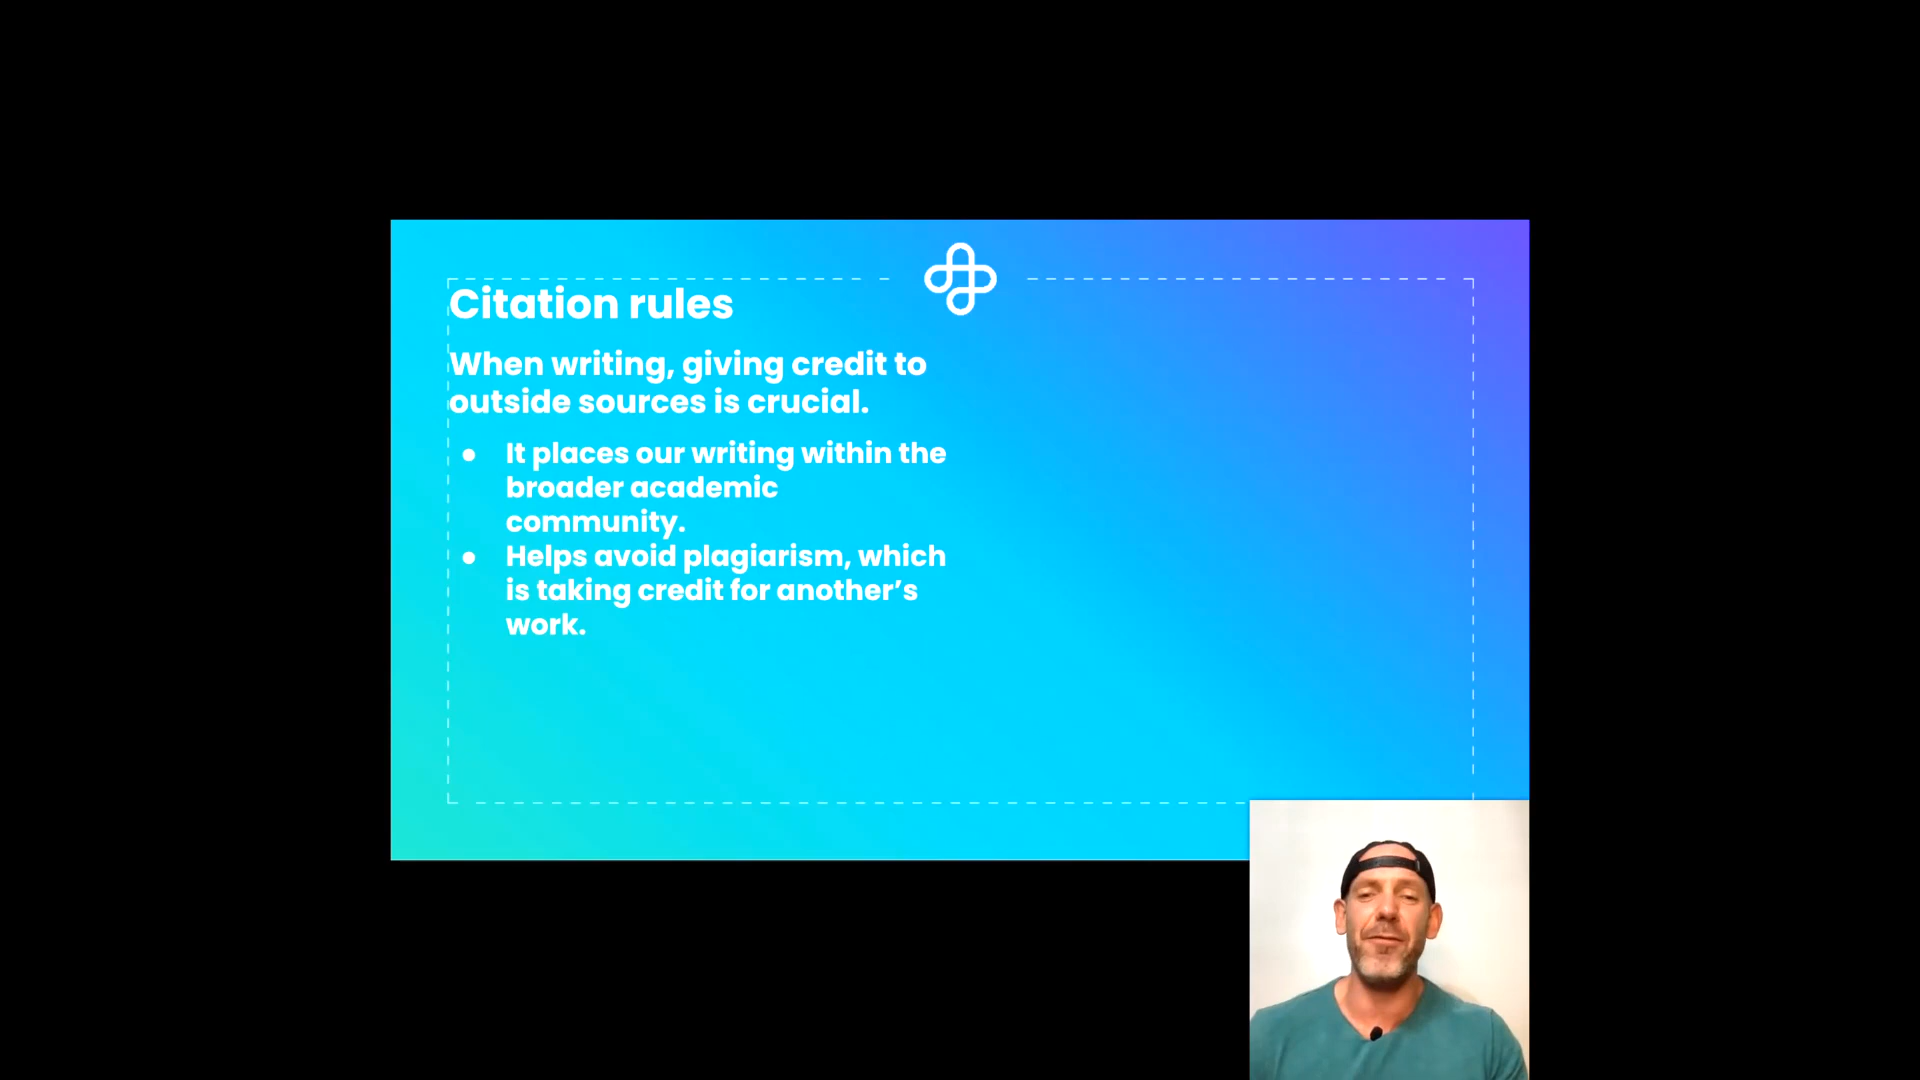 Citation rules
When writing, giving credit to
outside sources is crucial.
● It places our writing within the
broader academic
community.
● Helps avoid plagiarism, which
is taking credit for another’s
work.